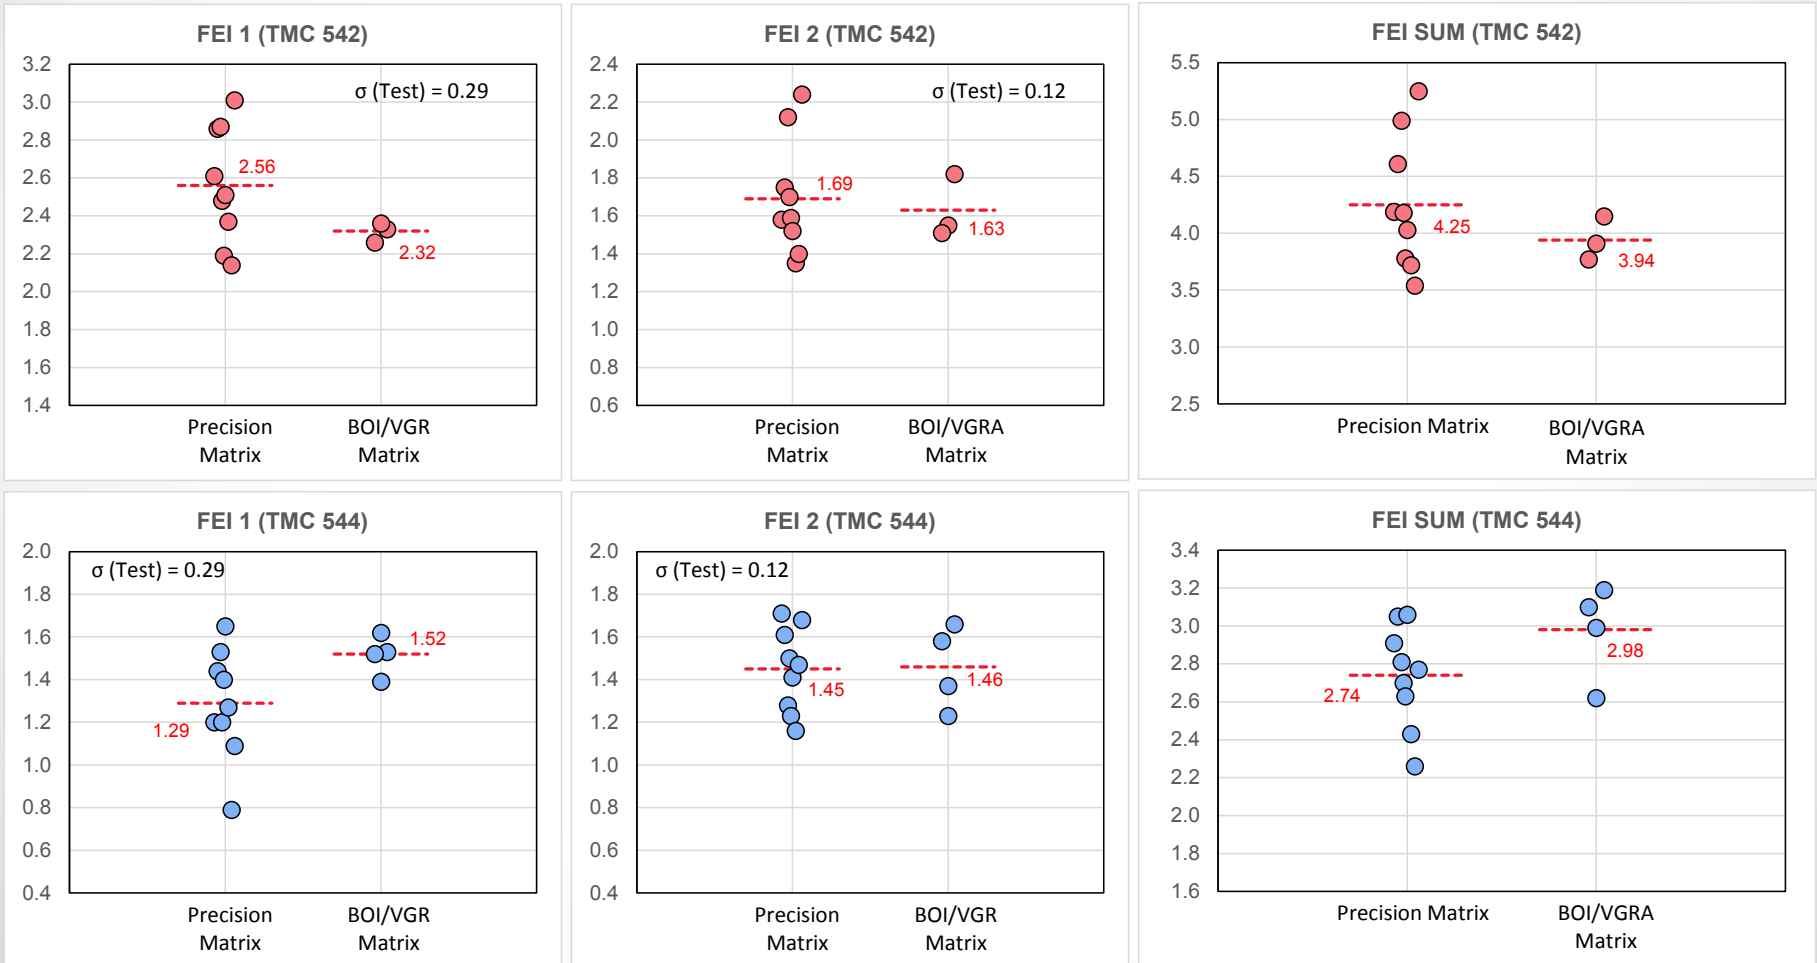 FEI 1 (TMC 542)
3.2
3.0
2.8
2.6
2.4
2.2
2.0
1.8
1.6
1.4
σ (Test) = 0.29
2.56
2.32
Precision
Matrix
BOI/VGR
Matrix
FEI 2 (TMC 542)
2.4
2.2
2.0
1.8
1.6
1.4
1.2
1.0
0.8
0.6
σ (Test) = 0.12
1.69
1.63
Precision
Matrix
BOI/VGRA
Matrix
FEI SUM (TMC 542)
5.5
5.0
4.5
4.0
3.5
3.0
2.5
4.25
3.94
Precision Matrix
BOI/VGRA
Matrix
FEI 1 (TMC 544)
2.0
1.8
1.6
1.4
1.2
1.0
0.8
0.6
0.4
σ (Test) = 0.29
1.52
1.29
Precision
Matrix
BOI/VGR
Matrix
FEI 2 (TMC 544)
2.0
1.8
1.6
1.4
1.2
1.0
0.8
0.6
0.4
σ (Test) = 0.12
1.45
1.46
Precision
Matrix
BOI/VGR
Matrix
FEI SUM (TMC 544)
3.4
3.2
3.0
2.8
2.6
2.4
2.2
2.0
1.8
1.6
2.98
2.74
Precision Matrix
BOI/VGRA
Matrix